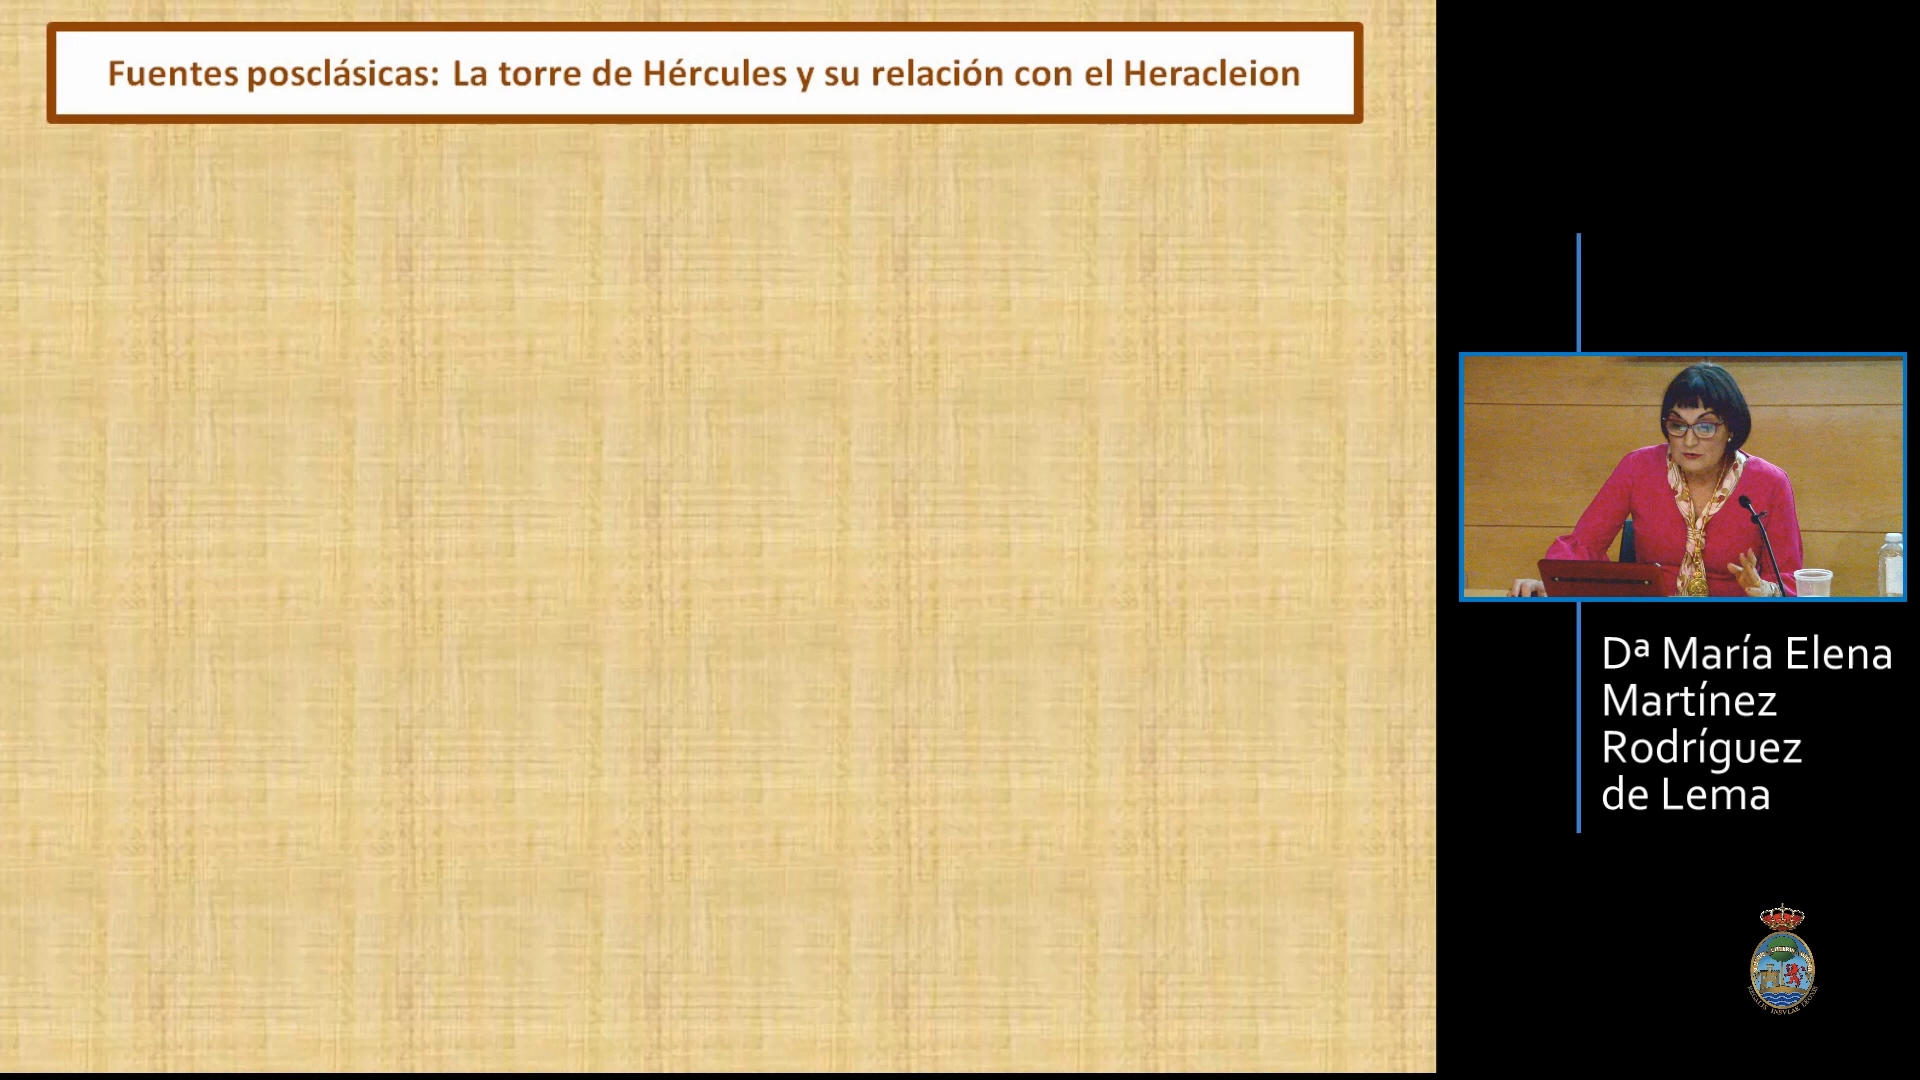 Fuentes posclásicas: La torre de Hércules y su relación con el Heracleion
Dª María Elena
Martínez
Rodríguez
de Lema